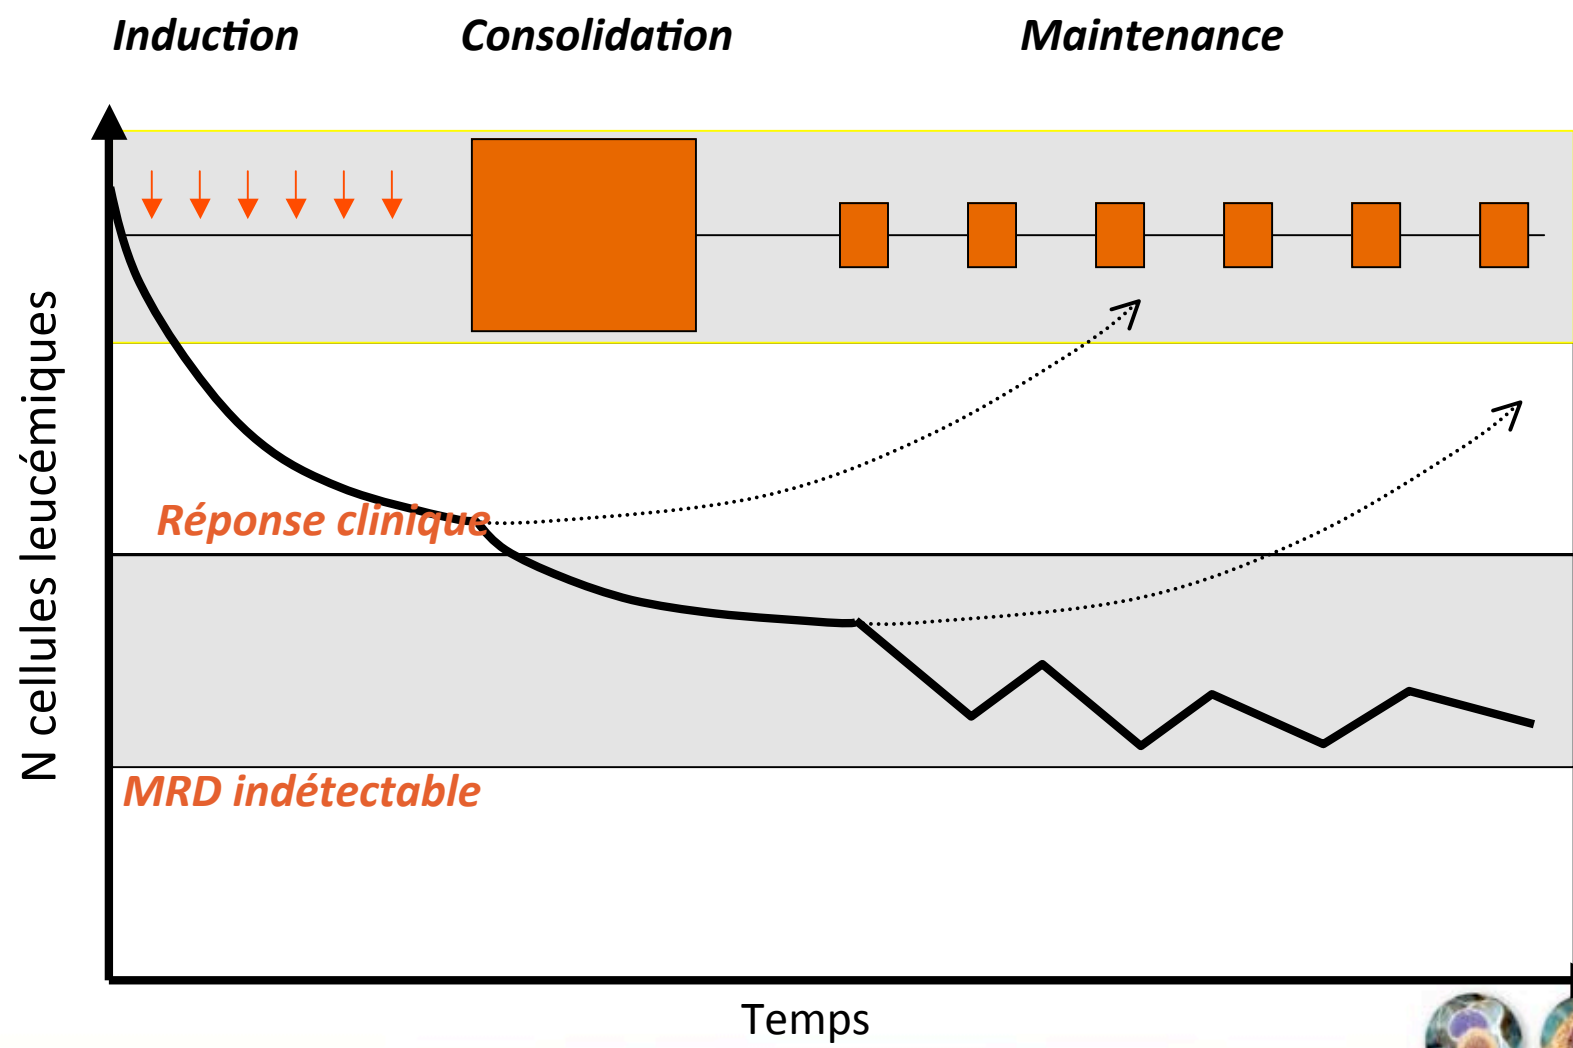 Induction Consolidation Maintenance
N cellules leucémiques
Réponse clinique
MRD indétectable
Temps